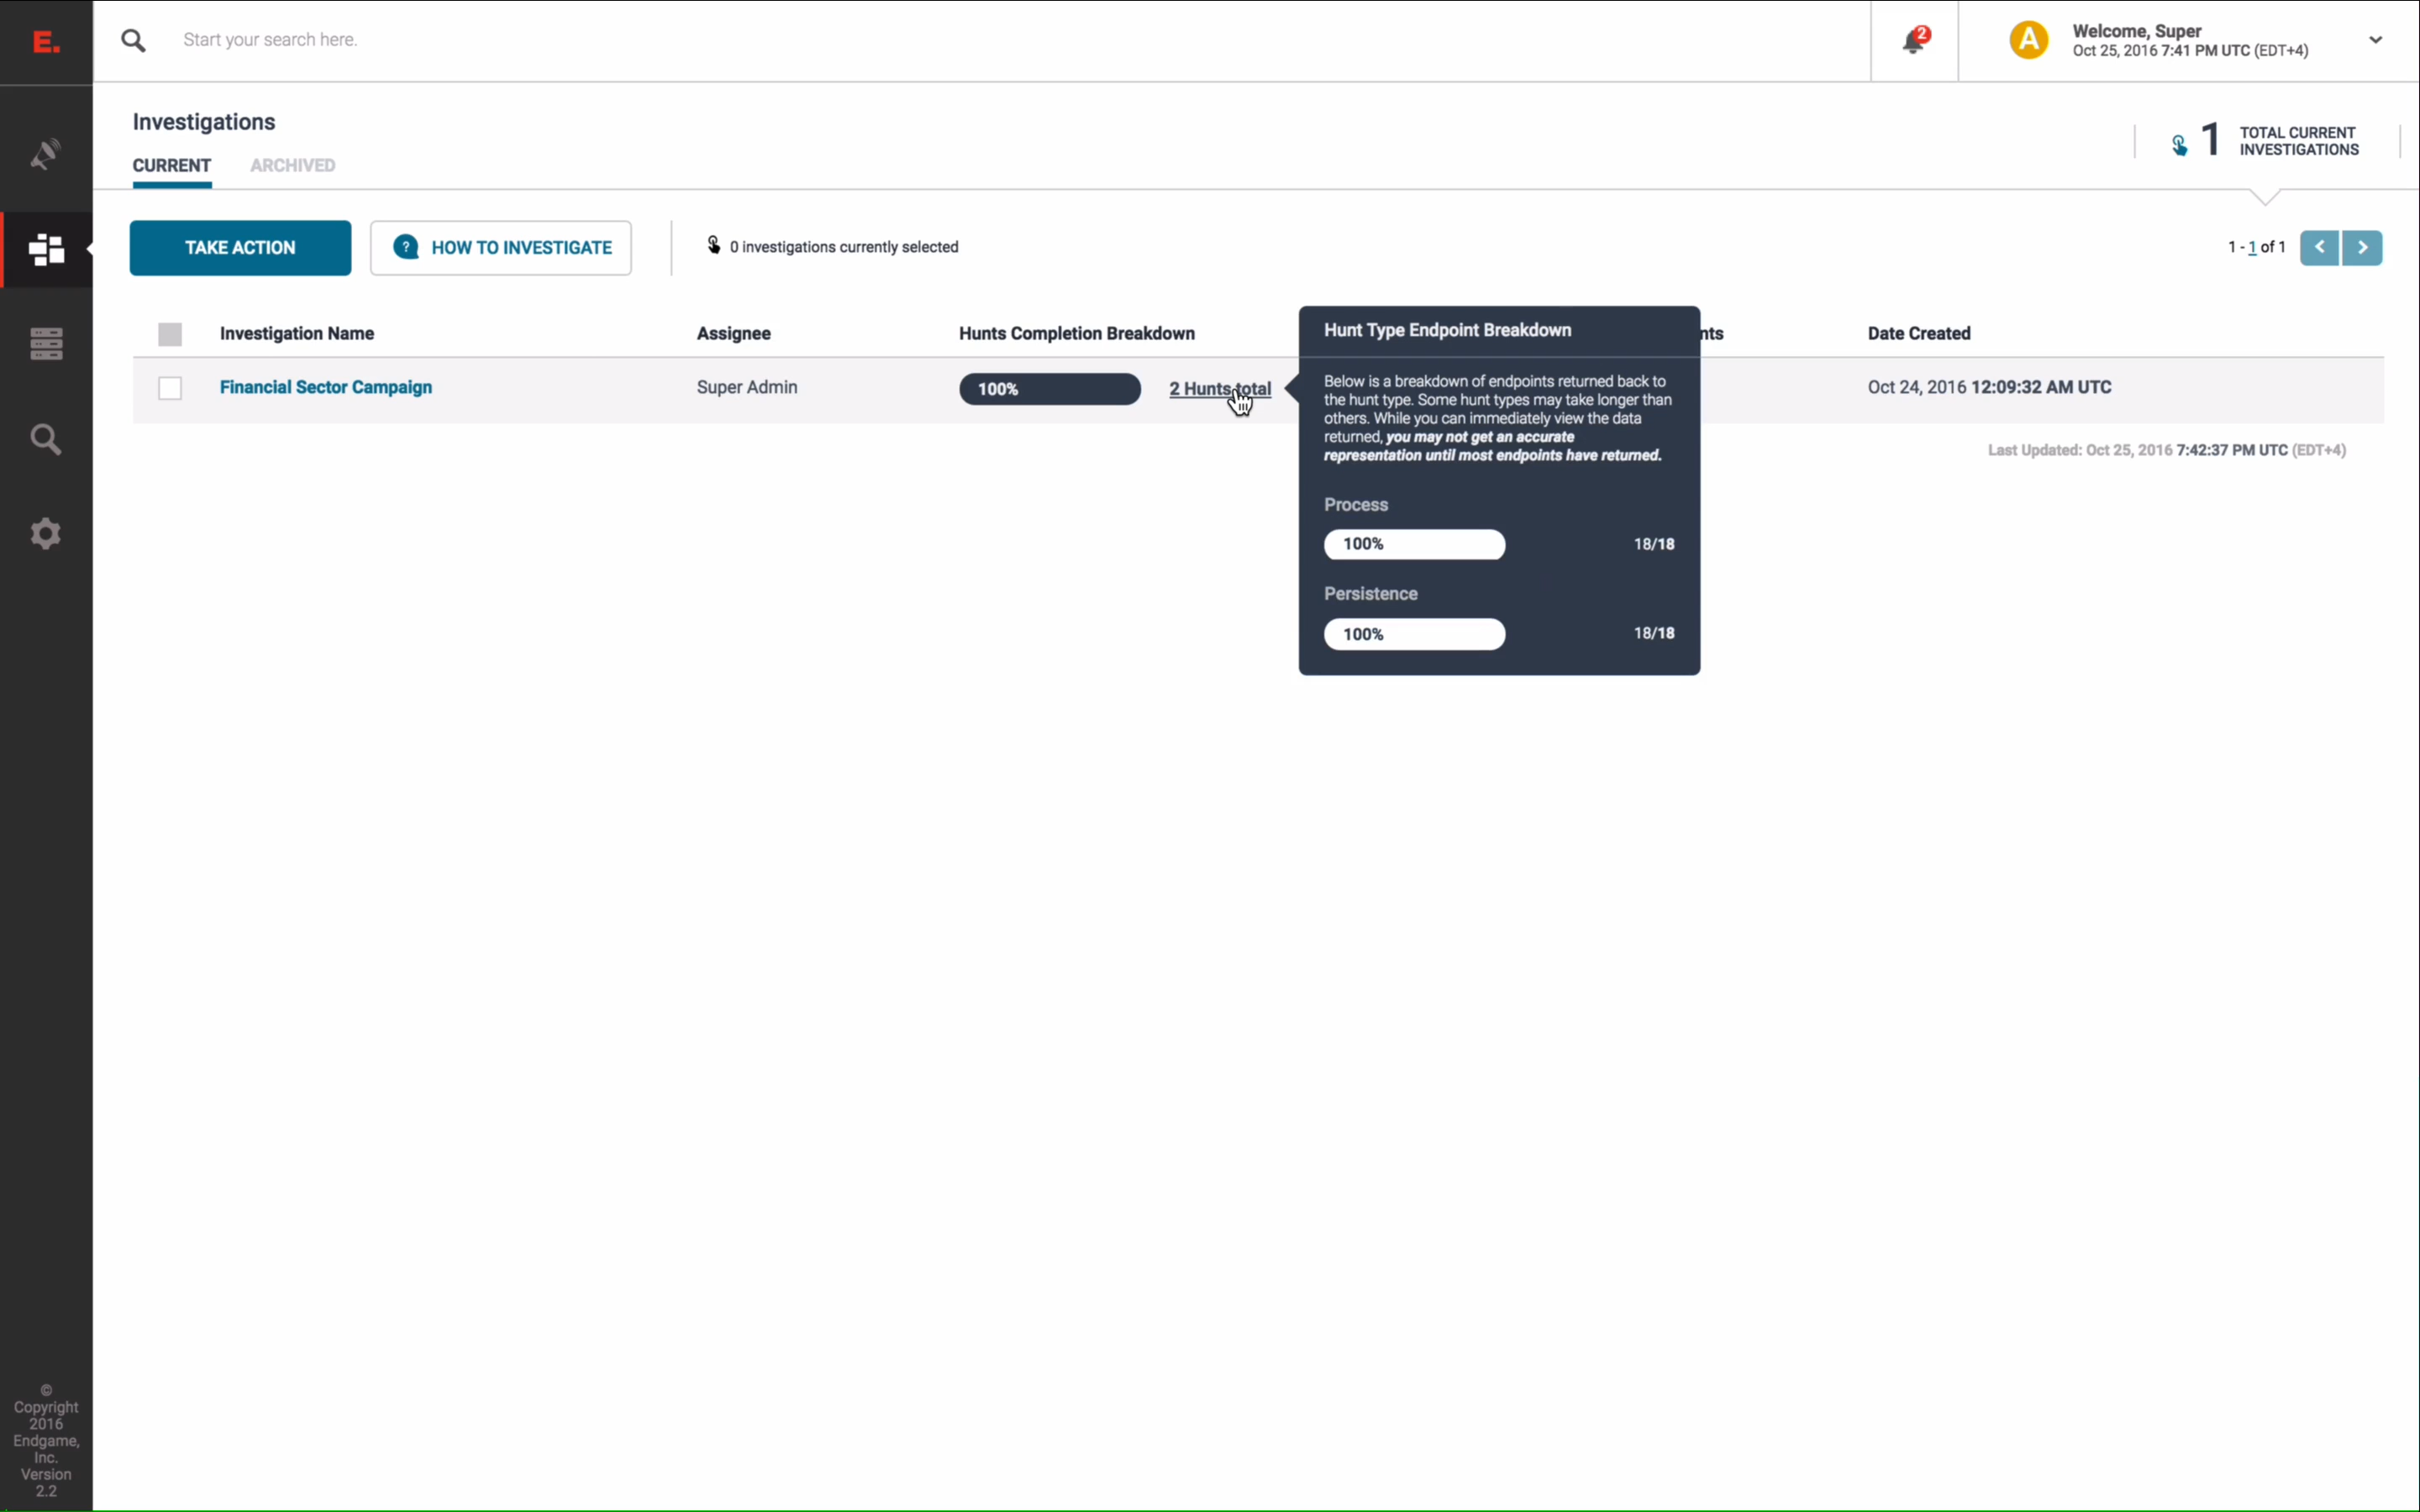 E.
Start your search here.
2
A
Welcome, Super
Oct 25, 2016 7:41 PM UTC (EDT+4)
Investigations
CURRENT
ARCHIVED
1
TOTAL CURRENT
INVESTIGATIONS
TAKE ACTION
? HOW TO INVESTIGATE
0 investigations currently selected
1 - 1 of 1
Investigation Name
Assignee
Hunts Completion Breakdown
nts
Date Created
Financial Sector Campaign
Super Admin
100%
2 Hunts total
Oct 24, 2016 12:09:32 AM UTC
Last Updated: Oct 25, 2016 7:42:37 PM UTC (EDT+4)
Hunt Type Endpoint Breakdown
Below is a breakdown of endpoints returned back to
the hunt type. Some hunt types may take longer than
others. While you can immediately view the data
returned, you may not get an accurate
representation until most endpoints have returned.
Process
100%
18/18
Persistence
100%
18/18
©
Copyright
2016
Endgame,
Inc.
Version
2.2